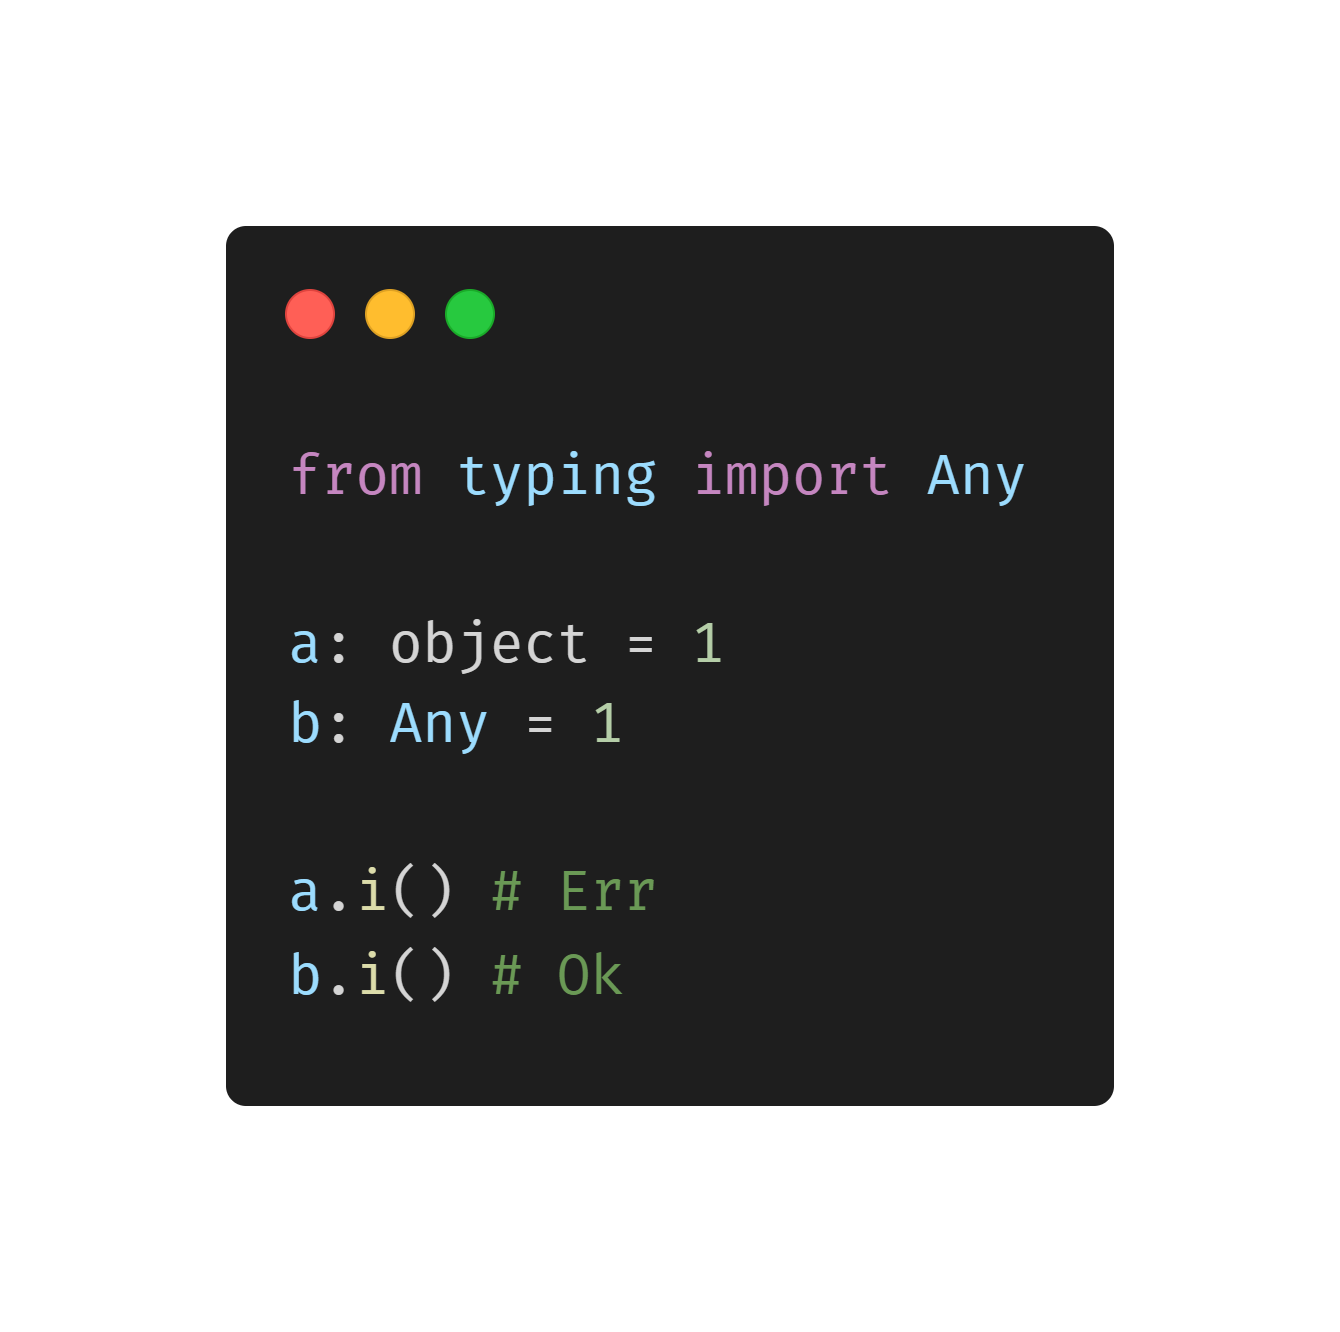 from typing import Any
a: object = 1
b: Any = 1
a.i() # Err
b.i() # Ok